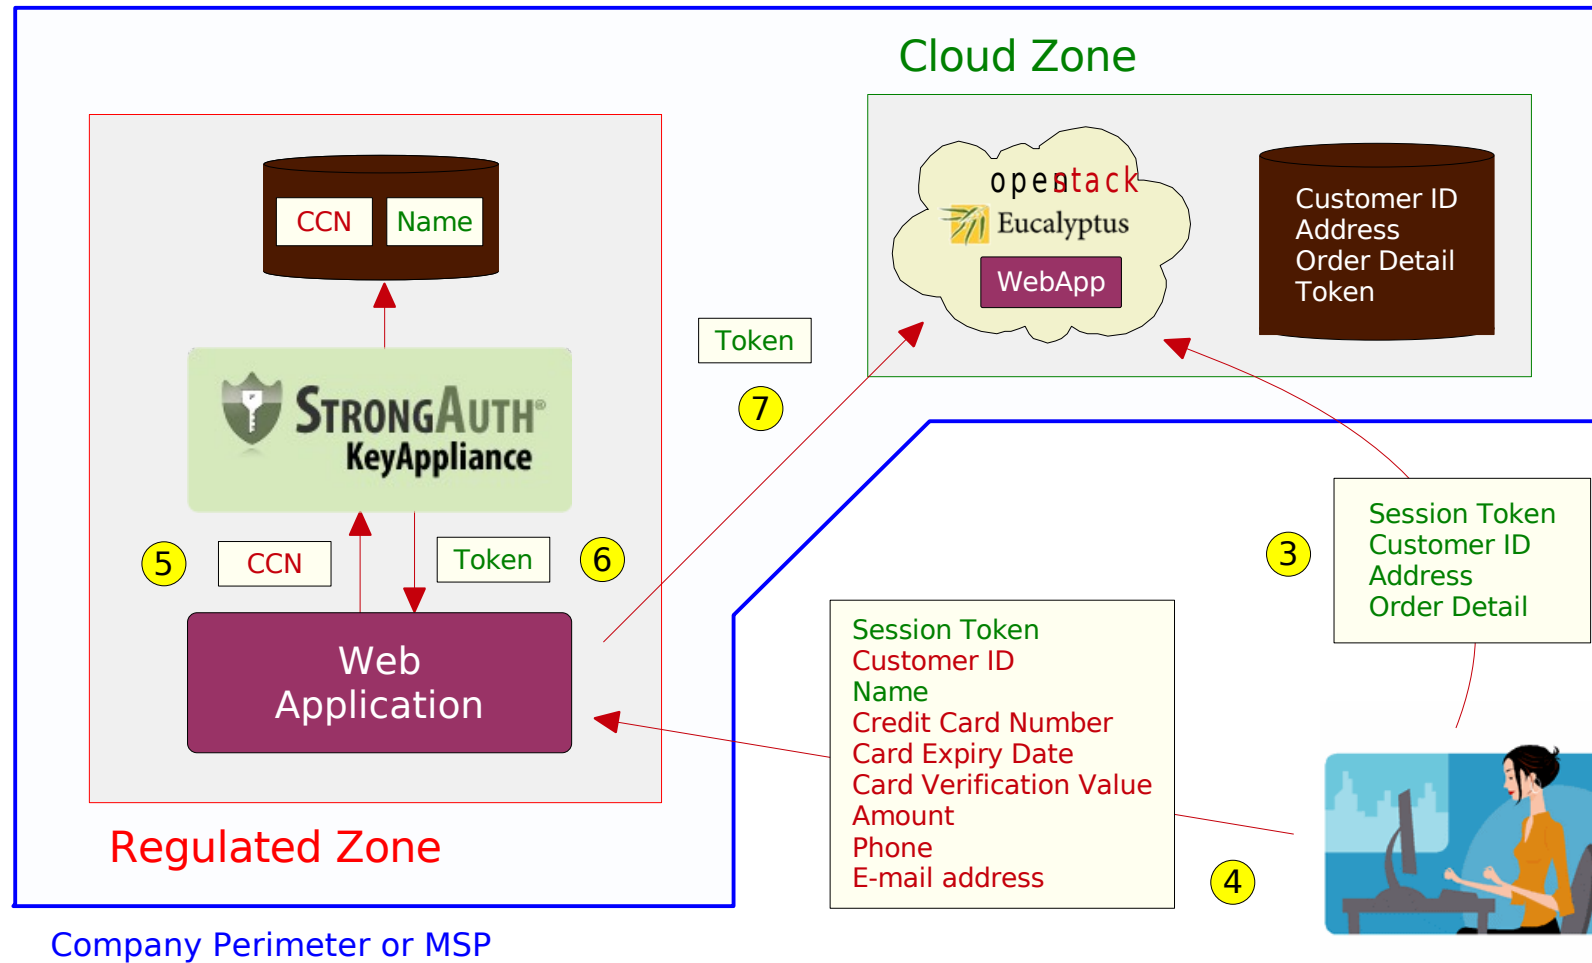 Cloud Zone
CCN
Name
openstack
Eucalyptus
WebApp
Customer ID
Address
Order Detail
Token
Token
7
STRONGAUTH®
KeyAppliance
5
CCN
Token
6
Web
Application
3
Session Token
Customer ID
Address
Order Detail
Session Token
Customer ID
Name
Credit Card Number
Card Expiry Date
Card Verification Value
Amount
Phone
E-mail address
4
Regulated Zone
Company Perimeter or MSP